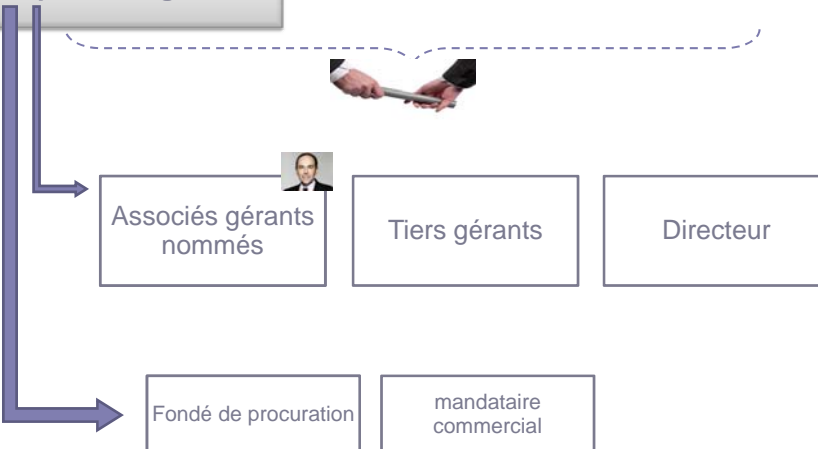 Associés gérants
nommés
Tiers gérants
Directeur
Fondé de procuration
mandataire
commercial